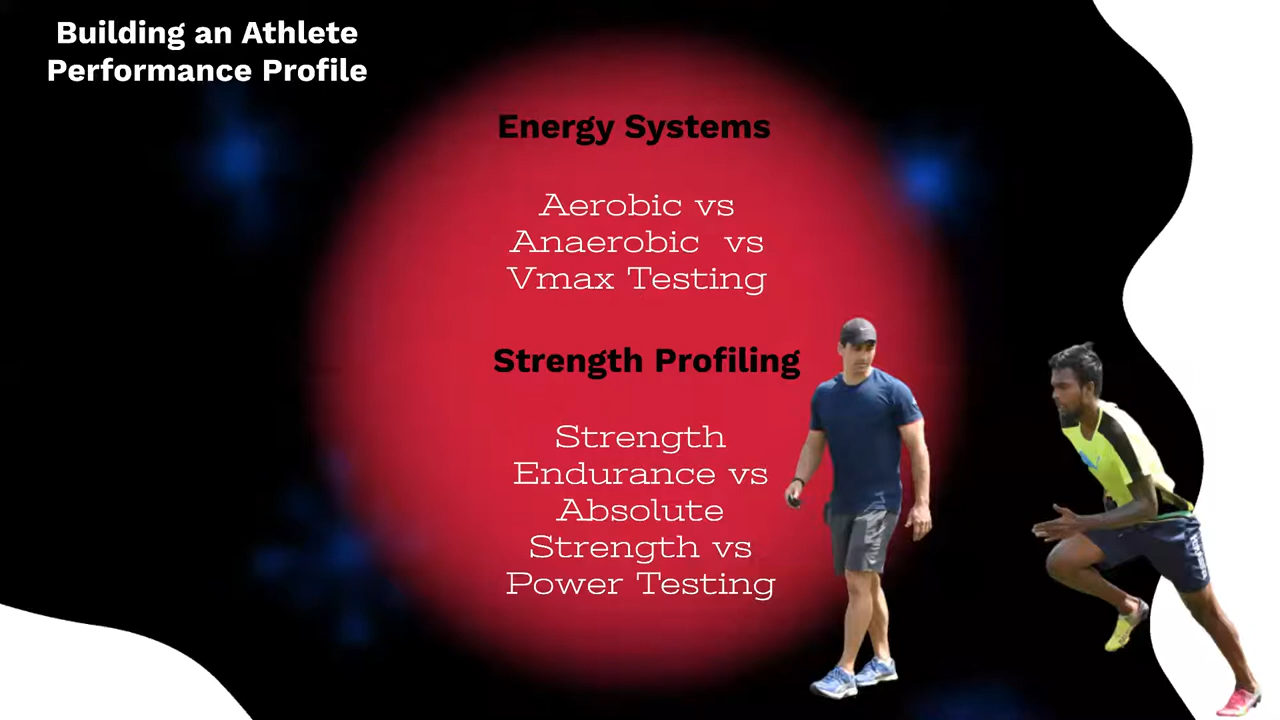 Building an Athlete
Performance Profile
Energy Systems
Aerobic vs
Anaerobic vs
Vmax Testing
Strength Profiling
Strength
Endurance vs
Absolute
Strength vs
Power Testing